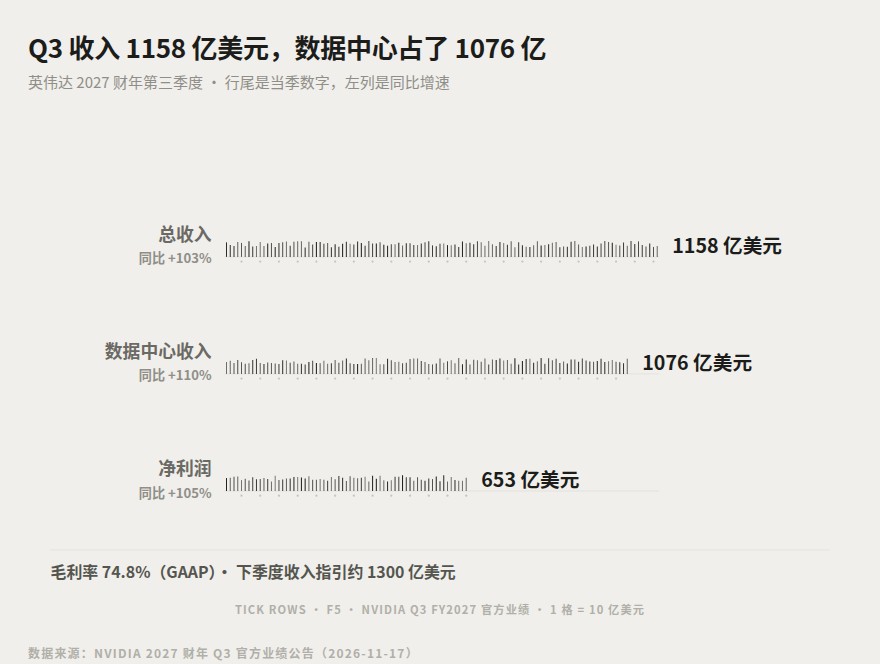 Q3 收入 1158 亿美元，数据中心占了 1076 亿
英伟达 2027 财年第三季度 · 行尾是当季数字，左列是同比增速
总收入
同比 +103%
1158 亿美元
数据中心收入
同比 +110%
1076 亿美元
净利润
同比 +105%
653 亿美元
毛利率 74.8%（GAAP）· 下季度收入指引约 1300 亿美元
TICK ROWS · F5 · NVIDIA Q3 FY2027 官方业绩 · 1 格 = 10 亿美元
数据来源：NVIDIA 2027 财年 Q3 官方业绩公告（2026-11-17）